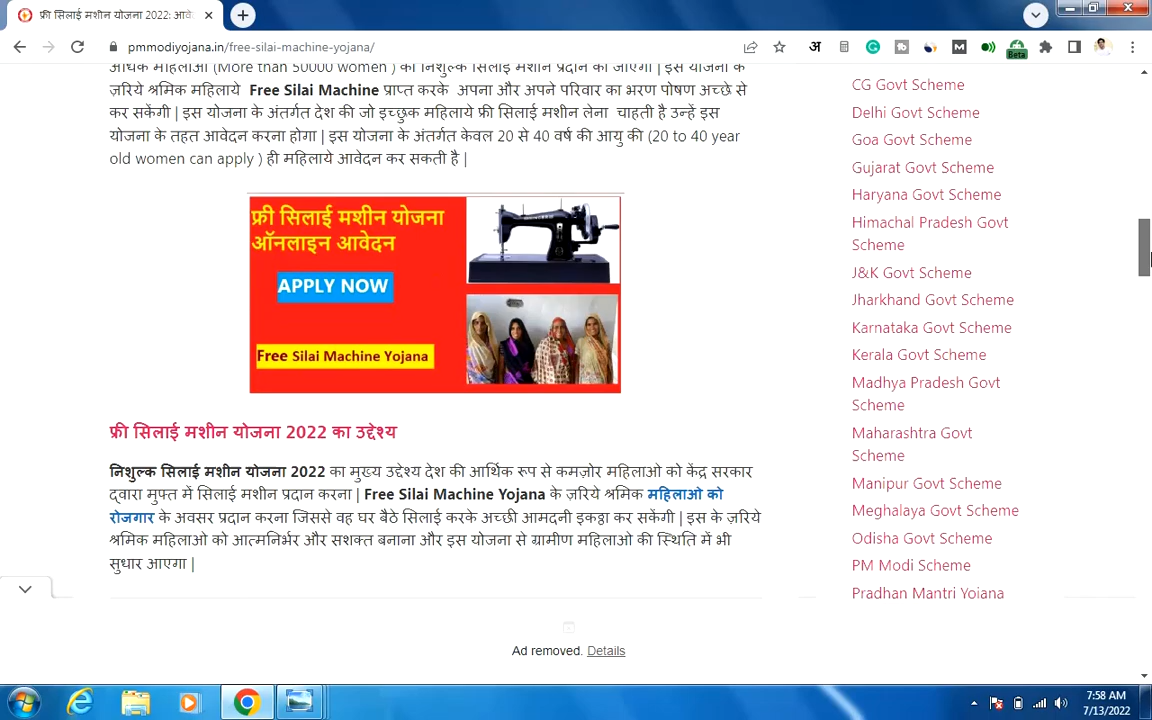 फ्री सिलाई मशीन योजना 2022: आवे
pmmodiyojana.in/free-silai-machine-yojana/
अ
Beta
अधिक महिलाओ (More than 50000 women ) को निशुल्क सिलाई मशीन प्रदान की जाएगी | इस योजना के
ज़रिये श्रमिक महिलाये Free Silai Machine प्राप्त करके अपना और अपने परिवार का भरण पोषण अच्छे से
कर सकेंगी | इस योजना के अंतर्गत देश की जो इच्छुक महिलाये फ्री सिलाई मशीन लेना चाहती है उन्हें इस
योजना के तहत आवेदन करना होगा | इस योजना के अंतर्गत केवल 20 से 40 वर्ष की आयु की (20 to 40 year
old women can apply ) ही महिलाये आवेदन कर सकती है |
फ्री सिलाई मशीन योजना
ऑनलाइन आवेदन
APPLY NOW
Free Silai Machine Yojana
फ्री सिलाई मशीन योजना 2022 का उद्देश्य
निशुल्क सिलाई मशीन योजना 2022 का मुख्य उद्देश्य देश की आर्थिक रूप से कमज़ोर महिलाओ को केंद्र सरकार
द्वारा मुफ्त में सिलाई मशीन प्रदान करना | Free Silai Machine Yojana के ज़रिये श्रमिक महिलाओ को
रोजगार के अवसर प्रदान करना जिससे वह घर बैठे सिलाई करके अच्छी आमदनी इकठ्ठा कर सकेंगी | इस के ज़रिये
श्रमिक महिलाओ को आत्मनिर्भर और सशक्त बनाना और इस योजना से ग्रामीण महिलाओ की स्थिति में भी
सुधार आएगा |
CG Govt Scheme
Delhi Govt Scheme
Goa Govt Scheme
Gujarat Govt Scheme
Haryana Govt Scheme
Himachal Pradesh Govt
Scheme
J&K Govt Scheme
Jharkhand Govt Scheme
Karnataka Govt Scheme
Kerala Govt Scheme
Madhya Pradesh Govt
Scheme
Maharashtra Govt
Scheme
Manipur Govt Scheme
Meghalaya Govt Scheme
Odisha Govt Scheme
PM Modi Scheme
Pradhan Mantri Yojana
Ad removed. Details
7:58 AM
7/13/2022